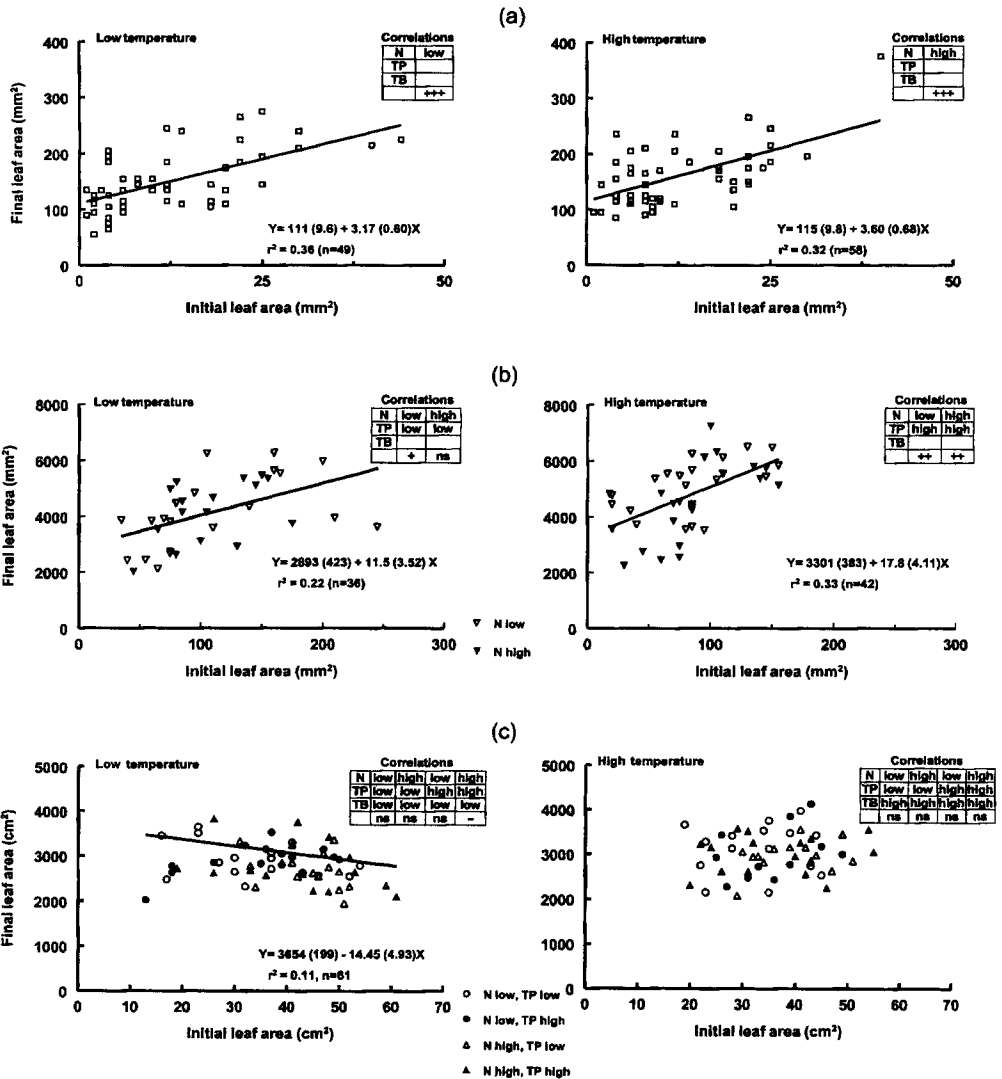 (a)
Low temperature
Correlations
N low
TP
TB
+++
400
300
200
100
0
Final leaf area (mm²)
Y= 111 (9.6) + 3.17 (0.60)X
r² = 0.36 (n=49)
0 25 50
Initial leaf area (mm²)
High temperature
Correlations
N high
TP
TB
+++
400
300
200
100
0
Y= 115 (9.8) + 3.60 (0.68)X
r² = 0.32 (n=58)
0 25 50
Initial leaf area (mm²)
(b)
Low temperature
Correlations
N low high
TP low low
TB
+ ns
8000
6000
4000
2000
0
Final leaf area (mm²)
Y= 2893 (423) + 11.5 (3.52) X
r² = 0.22 (n=36)
0 100 200 300
Initial leaf area (mm²)
N low
N high
High temperature
Correlations
N low high
TP high high
TB
++ ++
8000
6000
4000
2000
0
Y= 3301 (383) + 17.8 (4.11)X
r² = 0.33 (n=42)
0 100 200 300
Initial leaf area (mm²)
(c)
Low temperature
Correlations
N low high low high
TP low low high high
TB low low low low
ns ns ns –
5000
4000
3000
2000
1000
0
Final leaf area (cm²)
Y= 3654 (199) - 14.45 (4.93)X
r² = 0.11, n=61
0 10 20 30 40 50 60 70
Initial leaf area (cm²)
High temperature
Correlations
N low high low high
TP low low high high
TB high high high high
ns ns ns ns
5000
4000
3000
2000
1000
0
0 10 20 30 40 50 60 70
Initial leaf area (cm²)
N low, TP low
N low, TP high
N high, TP low
N high, TP high